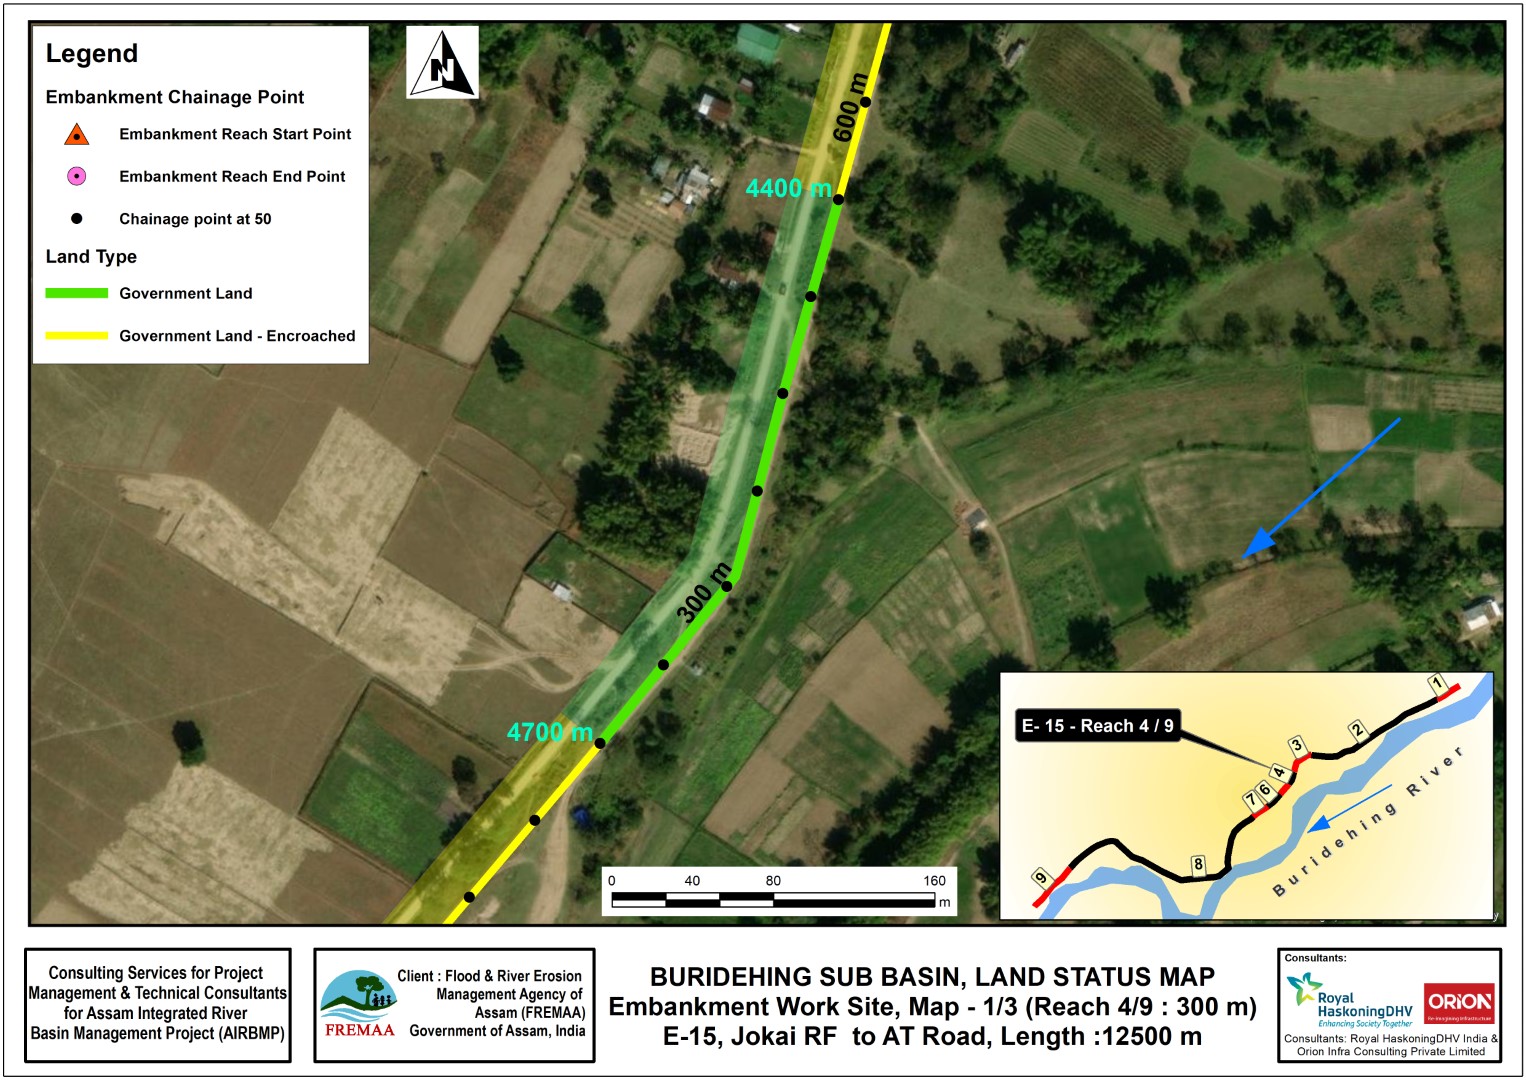 Legend
Embankment Chainage Point
Embankment Reach Start Point
Embankment Reach End Point
Chainage point at 50
Land Type
Government Land
Government Land - Encroached
N
600 m
4400 m
300 m
4700 m
0 40 80 160
m
E- 15 - Reach 4 / 9
1
2
3
4
6
7
8
9
Buridehing River
Consulting Services for Project
Management & Technical Consultants
for Assam Integrated River
Basin Management Project (AIRBMP)
FREMAA
Client : Flood & River Erosion
Management Agency of
Assam (FREMAA)
Government of Assam, India
BURIDEHING SUB BASIN, LAND STATUS MAP
Embankment Work Site, Map - 1/3 (Reach 4/9 : 300 m)
E-15, Jokai RF to AT Road, Length :12500 m
Consultants:
Royal
HaskoningDHV
Enhancing Society Together
ORION
Re-imagining Infrastructure
Consultants: Royal HaskoningDHV India &
Orion Infra Consulting Private Limited